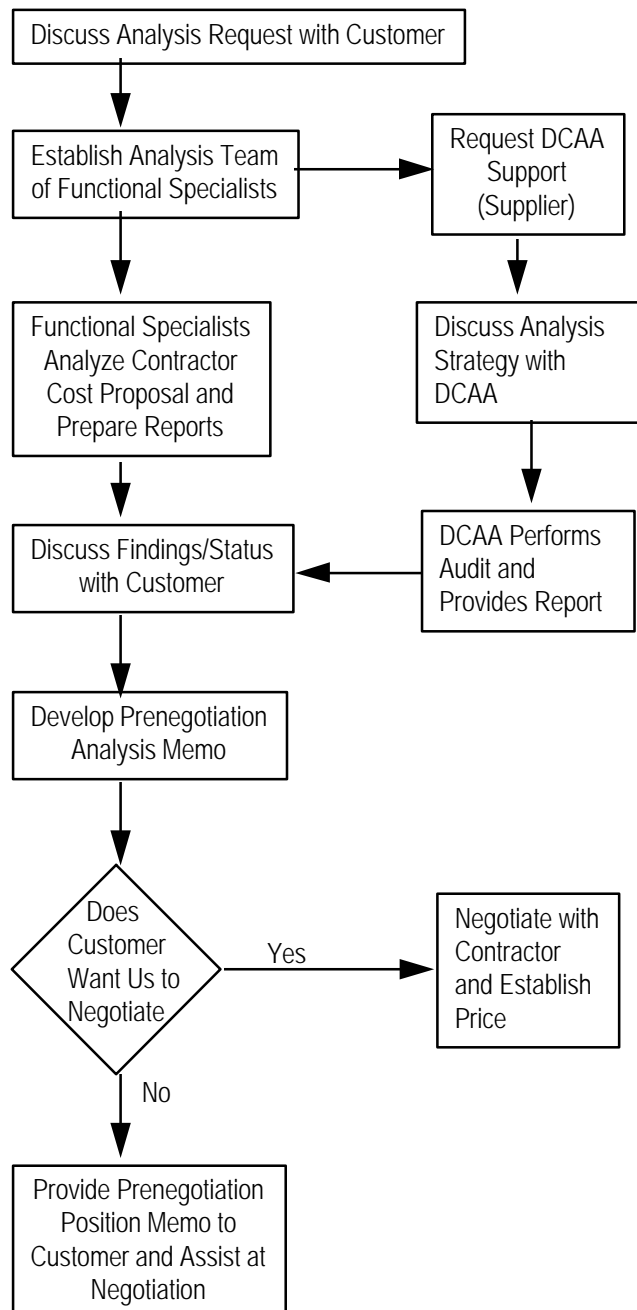 Discuss Analysis Request with Customer
Establish Analysis Team
of Functional Specialists
Request DCAA
Support
(Supplier)
Functional Specialists
Analyze Contractor
Cost Proposal and
Prepare Reports
Discuss Analysis
Strategy with
DCAA
Discuss Findings/Status
with Customer
DCAA Performs
Audit and
Provides Report
Develop Prenegotiation
Analysis Memo
Does
Customer
Want Us to
Negotiate
Yes
Negotiate with
Contractor
and Establish
Price
No
Provide Prenegotiation
Position Memo to
Customer and Assist at
Negotiation